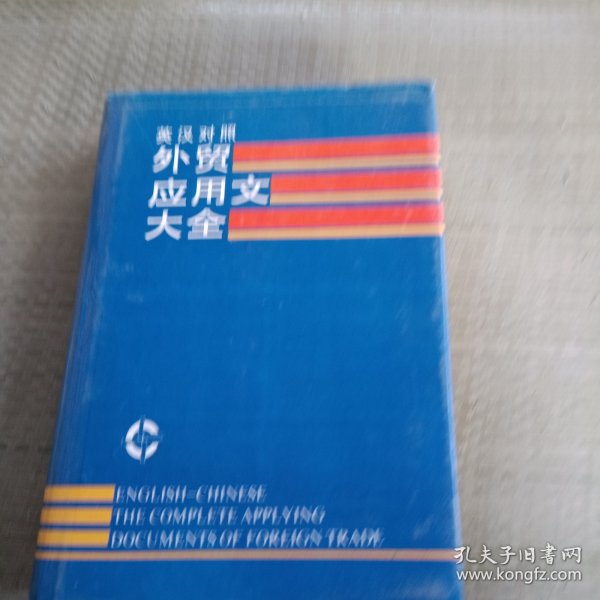 英汉对照
外贸
应用文
大全
ENGLISH-CHINESE
THE COMPLETE APPLYING
DOCUMENTS OF FOREIGN TRADE
孔夫子旧书网
www.kongfz.com